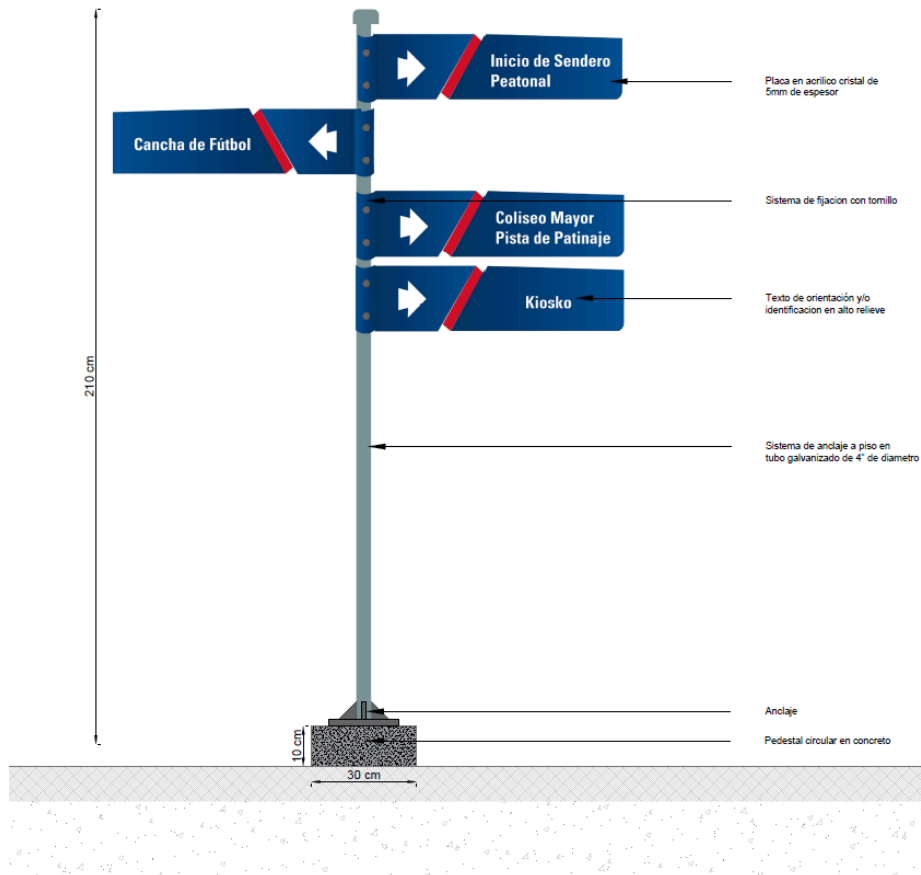 Inicio de Sendero
Peatonal
Placa en acrilico cristal de
5mm de espesor
Cancha de Fútbol
Sistema de fijacion con tornillo
Coliseo Mayor
Pista de Patinaje
Kiosko
Texto de orientación y/o
identificacion en alto relieve
210 cm
Sistema de anclaje a piso en
tubo galvanizado de 4" de diametro
Anclaje
Pedestal circular en concreto
10 cm
30 cm